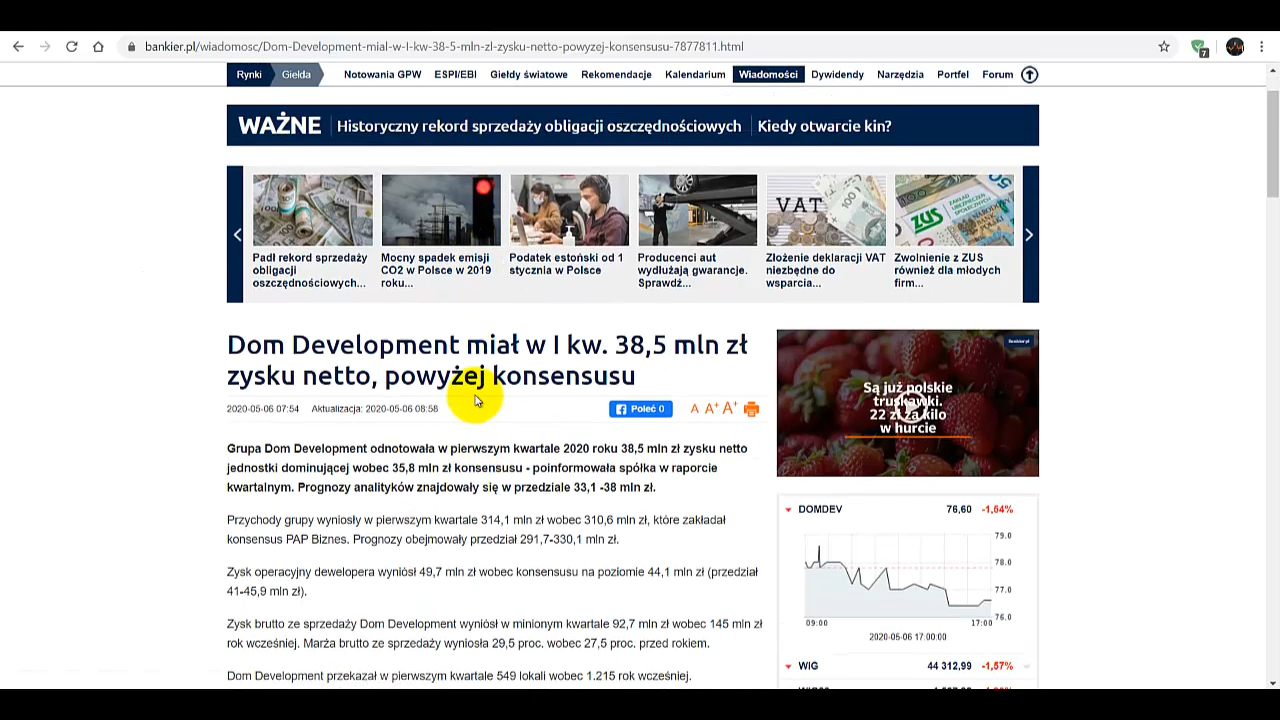 bankier.pl/wiadomosc/Dom-Development-mial-w-I-kw-38-5-mln-zl-zysku-netto-powyzej-konsensusu-7877811.html
7
Rynki Giełda Notowania GPW ESPI/EBI Giełdy światowe Rekomendacje Kalendarium Wiadomości Dywidendy Narzędzia Portfel Forum
WAŻNE Historyczny rekord sprzedaży obligacji oszczędnościowych Kiedy otwarcie kin?
VAT
ZUS
Padł rekord sprzedaży
obligacji
oszczędnościowych...
Mocny spadek emisji
CO2 w Polsce w 2019
roku...
Podatek estoński od 1
stycznia w Polsce
Producenci aut
wydłużają gwarancje.
Sprawdź...
Złożenie deklaracji VAT
niezbędne do
wsparcia...
Zwolnienie z ZUS
również dla młodych
firm...
Dom Development miał w I kw. 38,5 mln zł
zysku netto, powyżej konsensusu
2020-05-06 07:54 Aktualizacja: 2020-05-06 08:58
Poleć 0 A A+ A+
Grupa Dom Development odnotowała w pierwszym kwartale 2020 roku 38,5 mln zł zysku netto
jednostki dominującej wobec 35,8 mln zł konsensusu - poinformowała spółka w raporcie
kwartalnym. Prognozy analityków znajdowały się w przedziale 33,1 -38 mln zł.
Przychody grupy wyniosły w pierwszym kwartale 314,1 mln zł wobec 310,6 mln zł, które zakładał
konsensus PAP Biznes. Prognozy obejmowały przedział 291,7-330,1 mln zł.
Zysk operacyjny dewelopera wyniósł 49,7 mln zł wobec konsensusu na poziomie 44,1 mln zł (przedział
41-45,9 mln zł).
Zysk brutto ze sprzedaży Dom Development wyniósł w minionym kwartale 92,7 mln zł wobec 145 mln zł
rok wcześniej. Marża brutto ze sprzedaży wyniosła 29,5 proc. wobec 27,5 proc. przed rokiem.
Dom Development przekazał w pierwszym kwartale 549 lokali wobec 1.215 rok wcześniej.
Bankier.pl
Są już polskie
truskawki.
22 zł za kilo
w hurcie
DOMDEV 76,60 -1,54%
79.0
78.0
77.0
76.0
09:00 17:00
2020-05-06 17:00:00
WIG 44 312,99 -1,57%